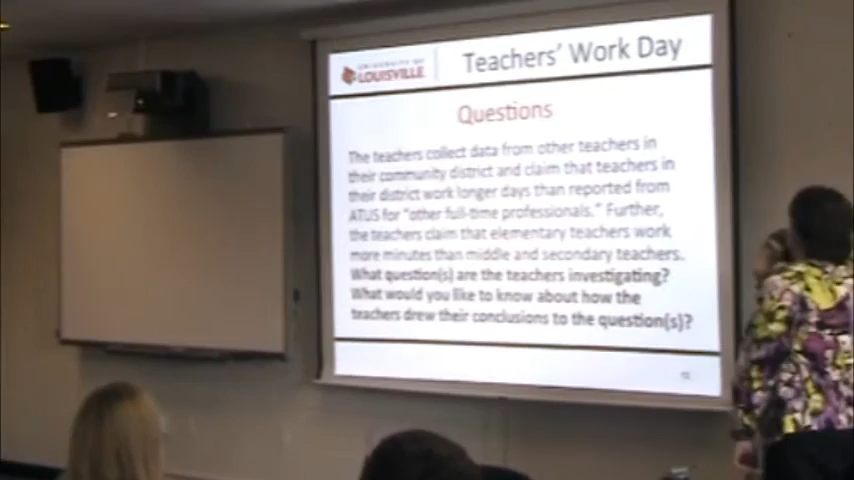 UNIVERSITY OF
LOUISVILLE
Teachers' Work Day
Questions
The teachers collect data from other teachers in
their community district and claim that teachers in
their district work longer days than reported from
ATUS for "other full-time professionals." Further,
the teachers claim that elementary teachers work
more minutes than middle and secondary teachers.
What question(s) are the teachers investigating?
What would you like to know about how the
teachers drew their conclusions to the question(s)?